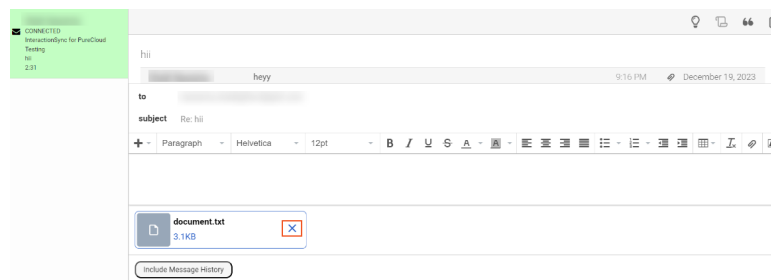 CONNECTED
InteractionSync for PureCloud
Testing
hii
2:31
hii
heyy 9:16 PM December 19, 2023
to
subject Re: hii
Paragraph Helvetica 12pt B I U S A A
document.txt
3.1KB
Include Message History